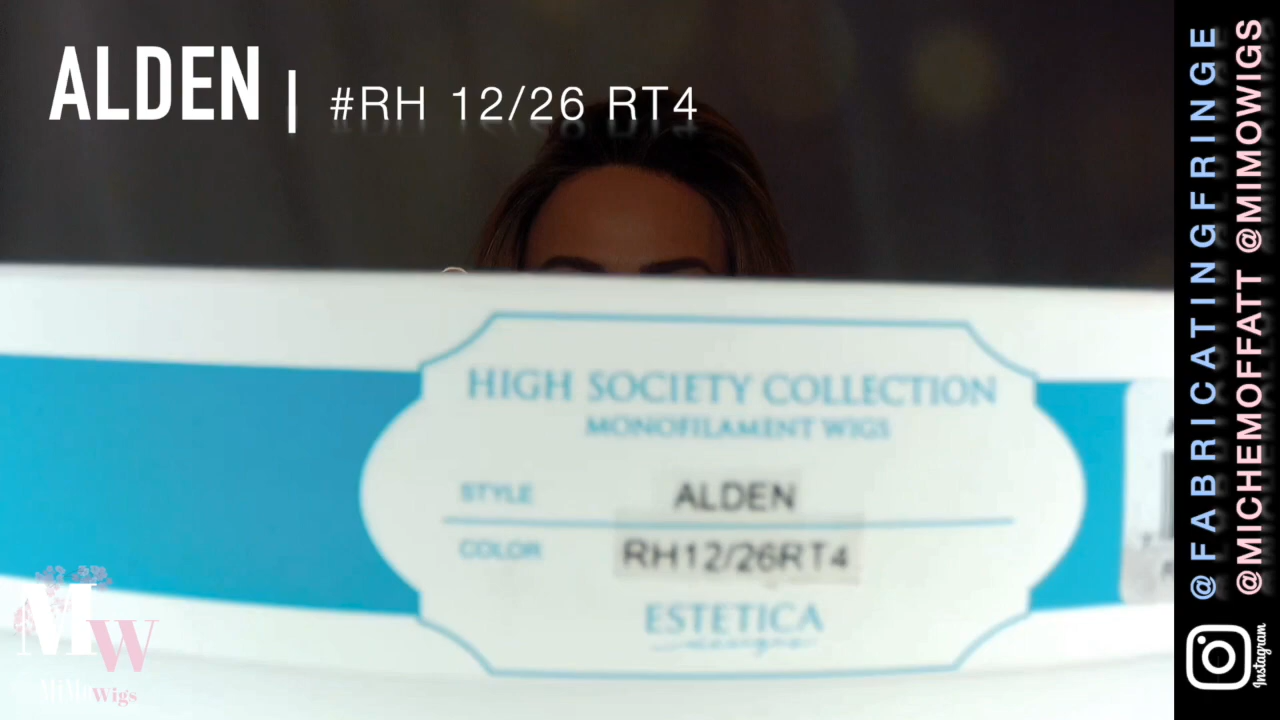 ALDEN | #RH 12/26 RT4
HIGH SOCIETY COLLECTION
MONOFILAMENT WIGS
STYLE ALDEN
COLOR RH12/26RT4
ESTETICA
designs
MW
Wigs
@FABRICATINGFRINGE
@MICHEMOFFATT @MIMOWIGS
Instagram